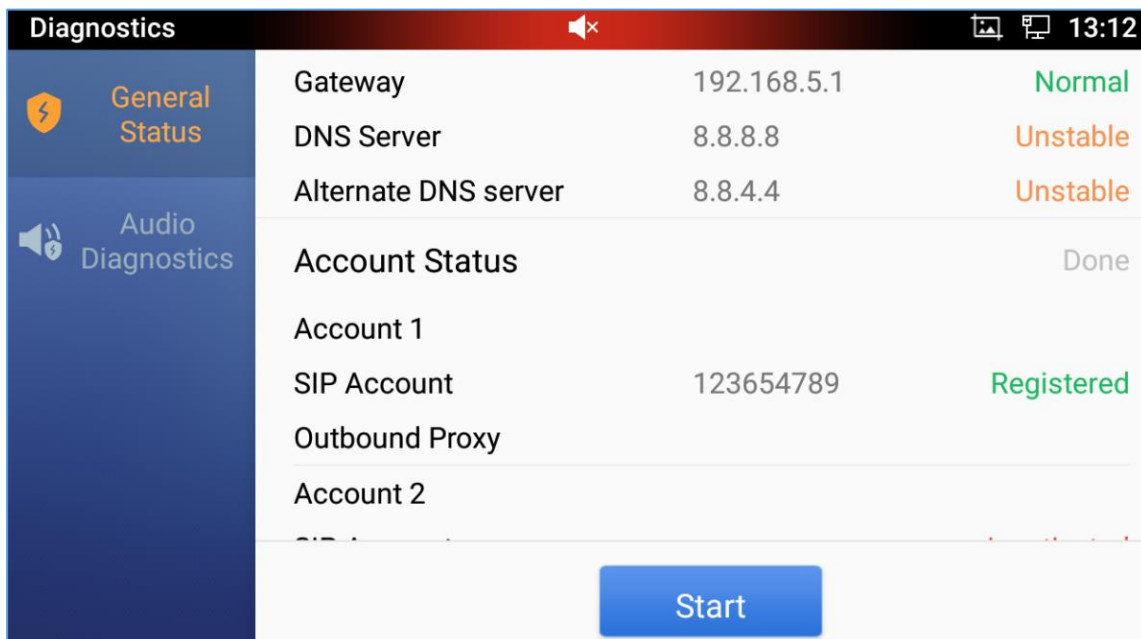 Diagnostics 13:12
General
Status
Audio
Diagnostics
Gateway 192.168.5.1 Normal
DNS Server 8.8.8.8 Unstable
Alternate DNS server 8.8.4.4 Unstable
Account Status Done
Account 1
SIP Account 123654789 Registered
Outbound Proxy
Account 2
Start